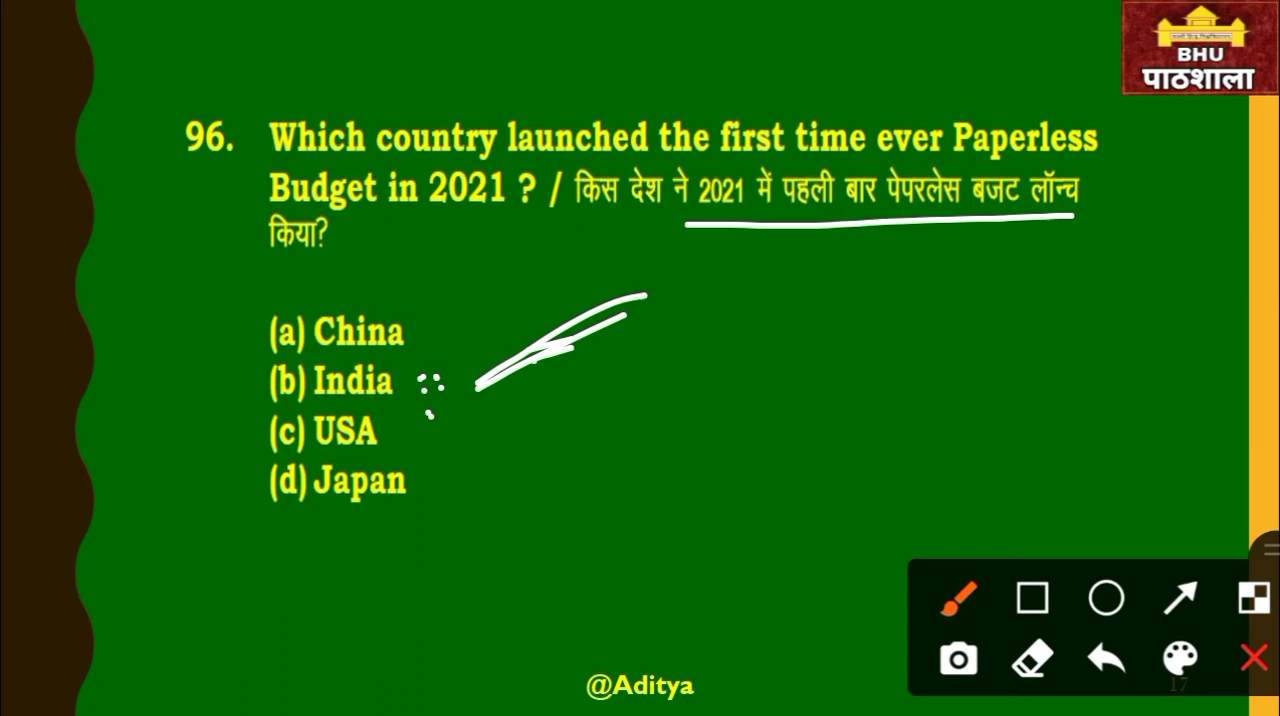 BHU
पाठशाला
96. Which country launched the first time ever Paperless
Budget in 2021 ? / किस देश ने 2021 में पहली बार पेपरलेस बजट लॉन्च
किया?
(a) China
(b) India
(c) USA
(d) Japan
@Aditya
17